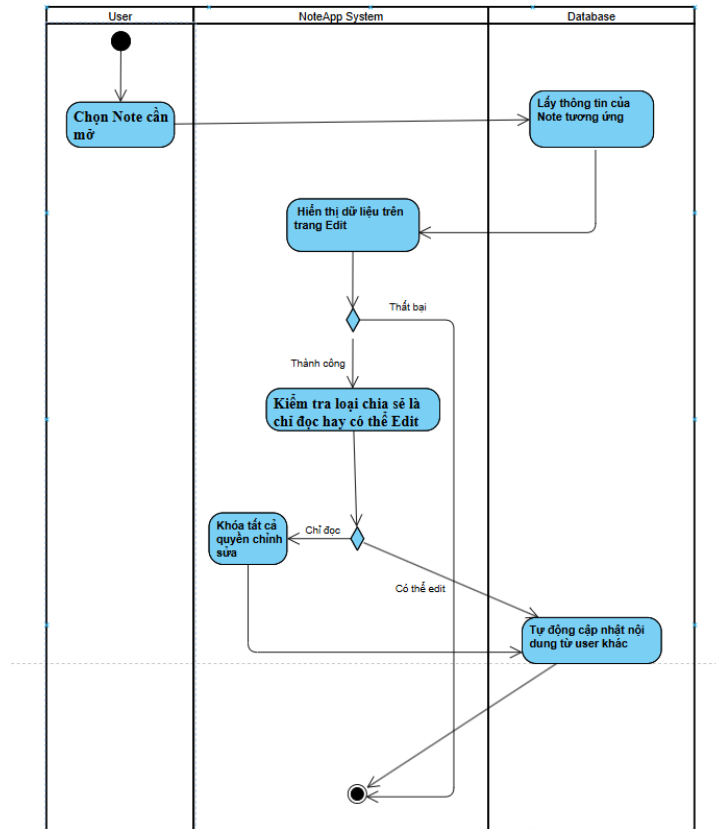 User
NoteApp System
Database
Chọn Note cần
mở
Lấy thông tin của
Note tương ứng
Hiển thị dữ liệu trên
trang Edit
Thất bại
Thành công
Kiểm tra loại chia sẻ là
chỉ đọc hay có thể Edit
Khóa tất cả
quyền chỉnh
sửa
Chỉ đọc
Có thể edit
Tự động cập nhật nội
dung từ user khác